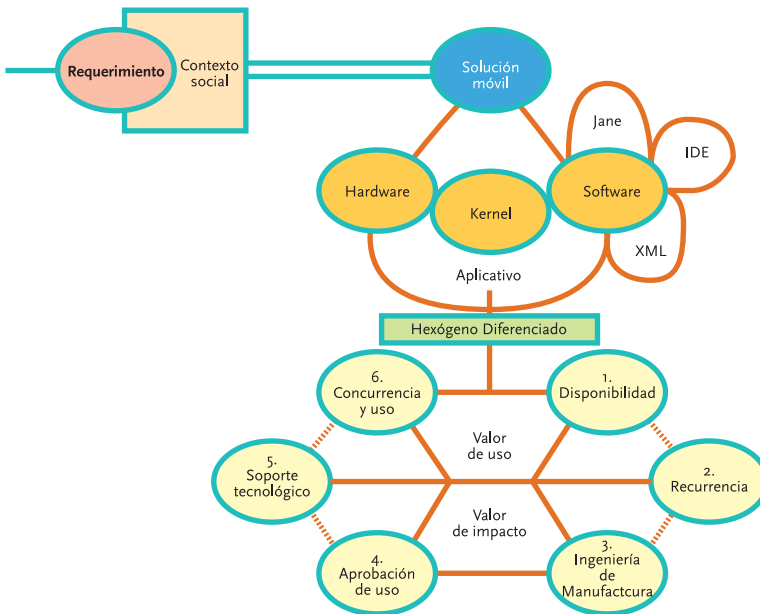 Requerimiento
Contexto
social
Solución
móvil
Jane
IDE
Hardware
Kernel
Software
XML
Aplicativo
Hexógeno Diferenciado
6.
Concurrencia
y uso
1.
Disponibilidad
Valor
de uso
5.
Soporte
tecnológico
2.
Recurrencia
Valor
de impacto
4.
Aprobación
de uso
3.
Ingeniería
de
Manufactcura